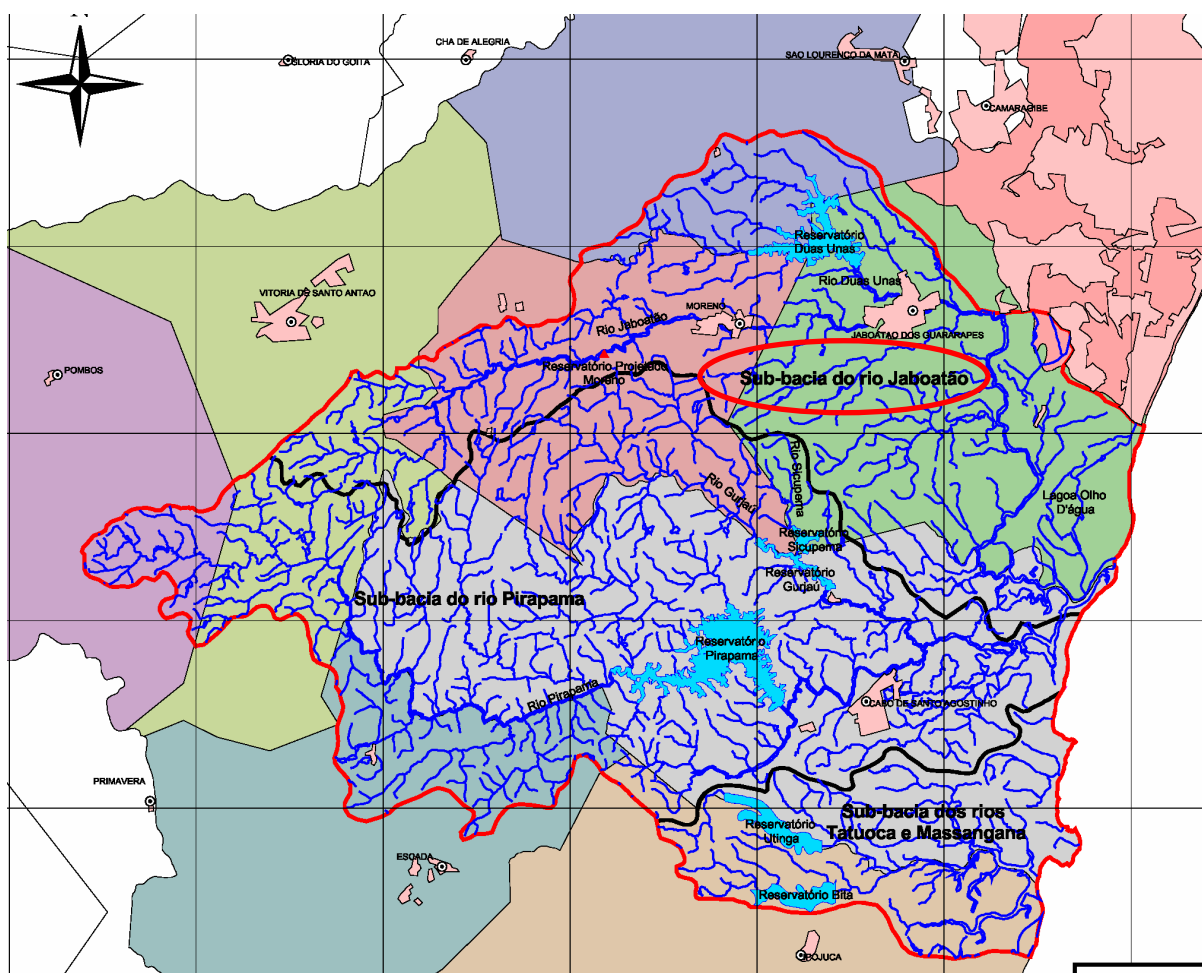 N
CHA DE ALEGRIA
GLORIA DO GOITA
SAO LOURENCO DA MATA
CAMARAGIBE
Reservatório
Duas Unas
Rio Duas Unas
VITORIA DE SANTO ANTAO
MORENO
Rio Jaboatão
JABOATAO DOS GUARARAPES
POMBOS
Reservatório Projetado
Moreno
Sub-bacia do rio Jaboatão
Rio Sicupema
Rio Gurjaú
Lagoa Olho
D'água
Reservatório
Sicupema
Reservatório
Gurjaú
Sub-bacia do rio Pirapama
Reservatório
Pirapama
Rio Pirapama
CABO DE SANTO AGOSTINHO
PRIMAVERA
Sub-bacia dos rios
Tatuoca e Massangana
Reservatório
Utinga
ESCADA
Reservatório Bita
IPOJUCA